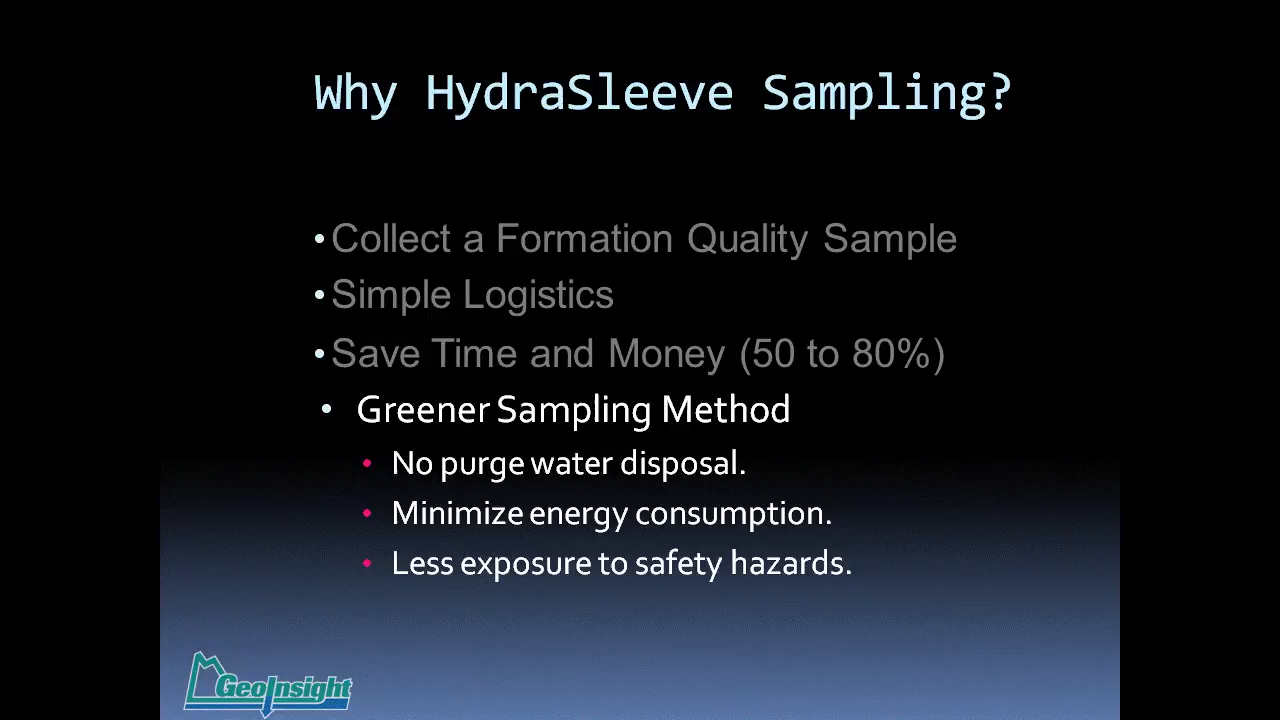 Why HydraSleeve Sampling?
•Collect a Formation Quality Sample
•Simple Logistics
•Save Time and Money (50 to 80%)
• Greener Sampling Method
• No purge water disposal.
• Minimize energy consumption.
• Less exposure to safety hazards.
GeoInsight